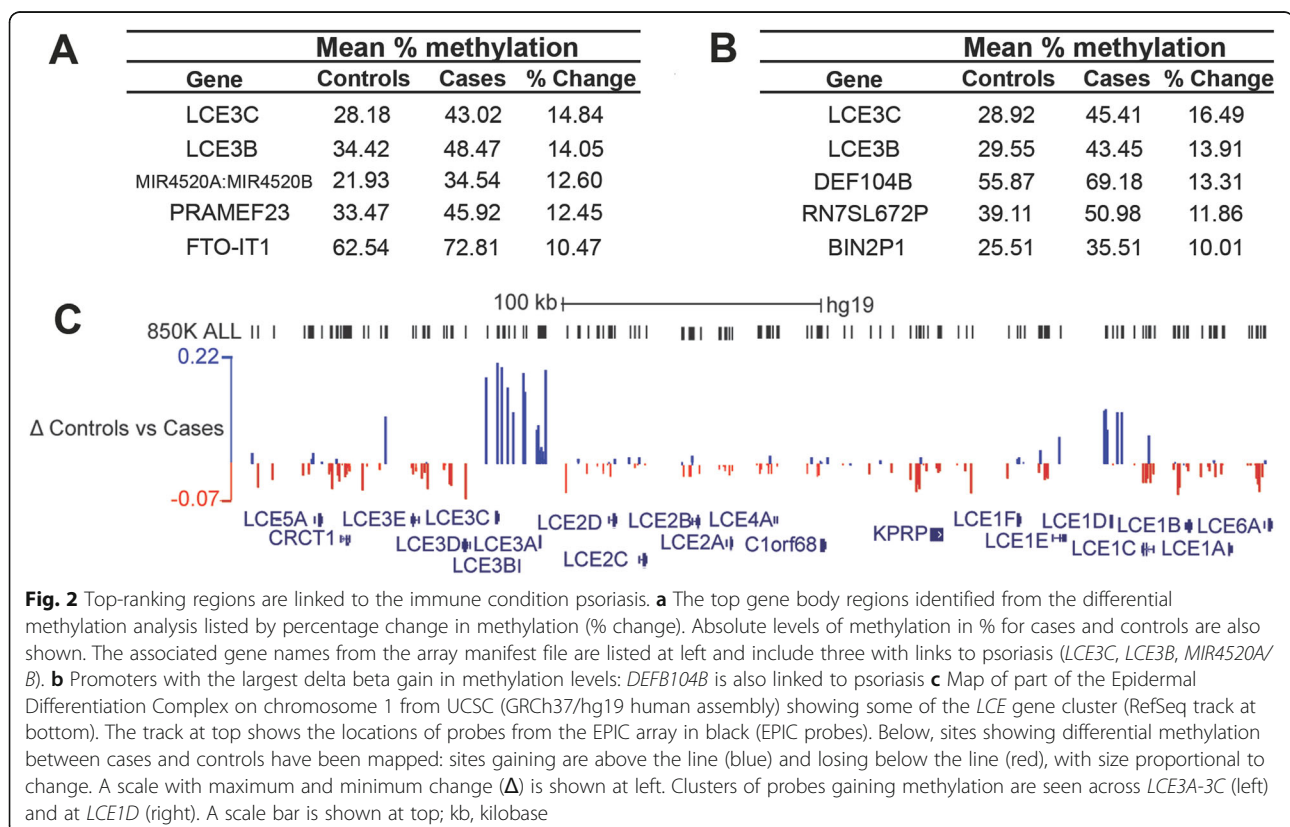 A
Mean % methylation
Gene Controls Cases % Change
LCE3C 28.18 43.02 14.84
LCE3B 34.42 48.47 14.05
MIR4520A:MIR4520B 21.93 34.54 12.60
PRAMEF23 33.47 45.92 12.45
FTO-IT1 62.54 72.81 10.47
B
Mean % methylation
Gene Controls Cases % Change
LCE3C 28.92 45.41 16.49
LCE3B 29.55 43.45 13.91
DEF104B 55.87 69.18 13.31
RN7SL672P 39.11 50.98 11.86
BIN2P1 25.51 35.51 10.01
C
100 kb hg19
850K ALL
0.22
Δ Controls vs Cases
-0.07
LCE5A LCE3E LCE3C LCE2D LCE2B LCE4A KPRP LCE1F LCE1D LCE1B LCE6A
CRCT1 LCE3D LCE3A LCE2C LCE2A C1orf68 LCE1E LCE1C LCE1A
LCE3B
Fig. 2 Top-ranking regions are linked to the immune condition psoriasis. a The top gene body regions identified from the differential
methylation analysis listed by percentage change in methylation (% change). Absolute levels of methylation in % for cases and controls are also
shown. The associated gene names from the array manifest file are listed at left and include three with links to psoriasis (LCE3C, LCE3B, MIR4520A/
B). b Promoters with the largest delta beta gain in methylation levels: DEFB104B is also linked to psoriasis c Map of part of the Epidermal
Differentiation Complex on chromosome 1 from UCSC (GRCh37/hg19 human assembly) showing some of the LCE gene cluster (RefSeq track at
bottom). The track at top shows the locations of probes from the EPIC array in black (EPIC probes). Below, sites showing differential methylation
between cases and controls have been mapped: sites gaining are above the line (blue) and losing below the line (red), with size proportional to
change. A scale with maximum and minimum change (Δ) is shown at left. Clusters of probes gaining methylation are seen across LCE3A-3C (left)
and at LCE1D (right). A scale bar is shown at top; kb, kilobase